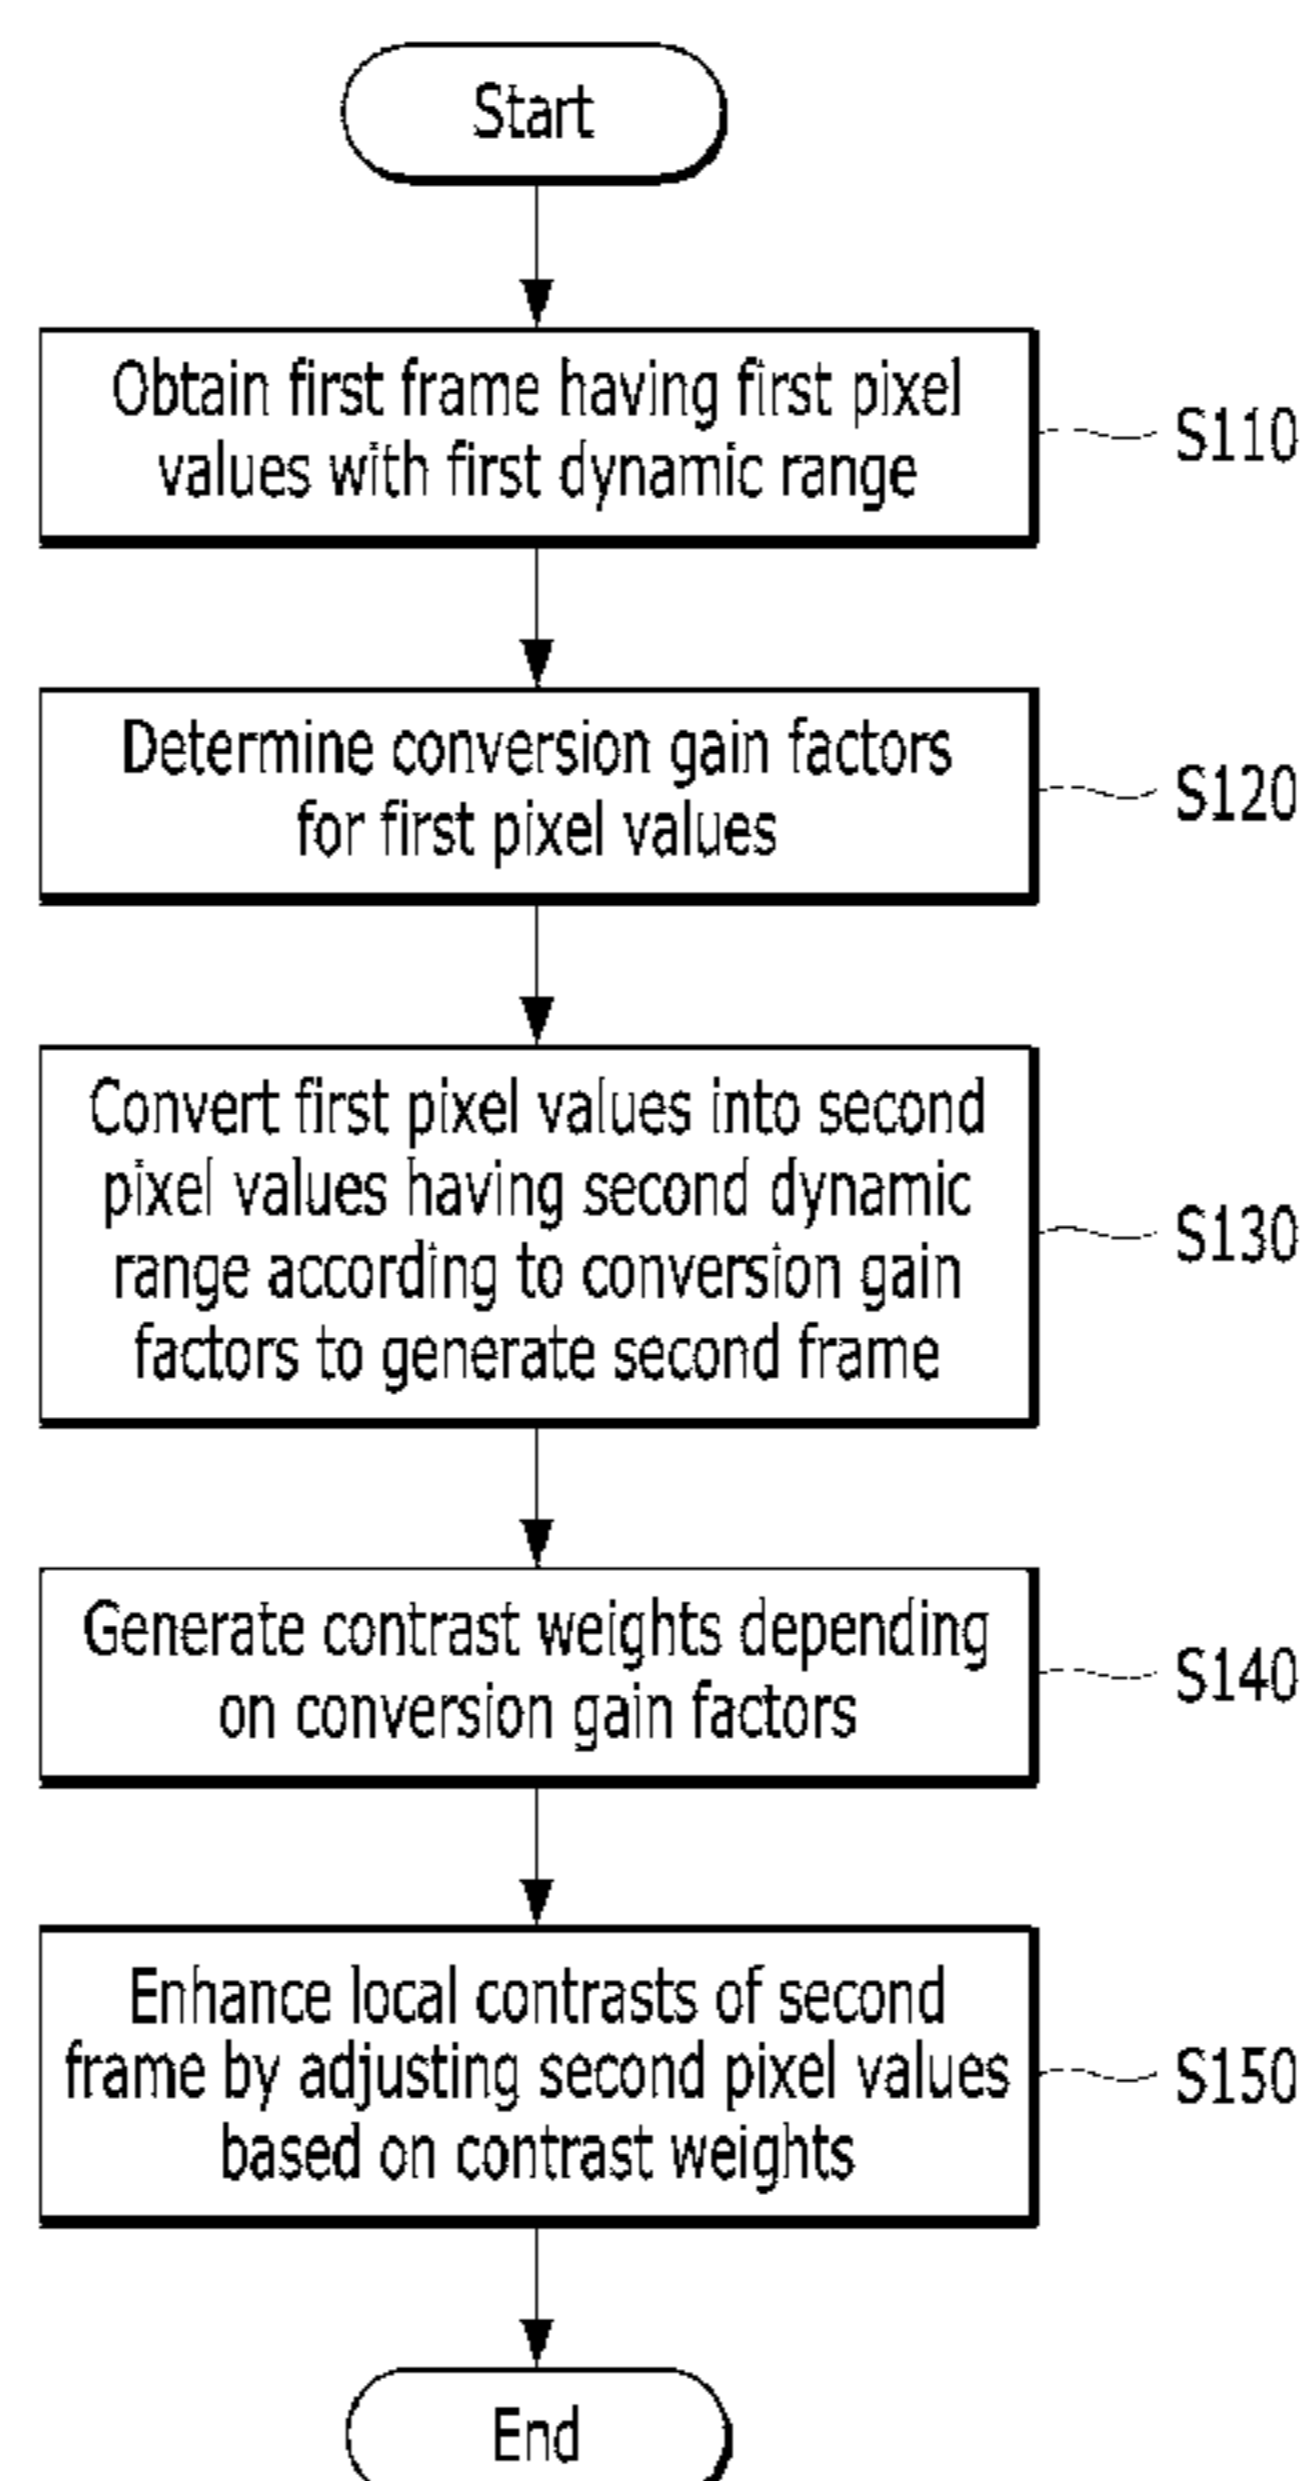 Start
Obtain first frame having first pixel
values with first dynamic range
S110
Determine conversion gain factors
for first pixel values
S120
Convert first pixel values into second
pixel values having second dynamic
range according to conversion gain
factors to generate second frame
S130
Generate contrast weights depending
on conversion gain factors
S140
Enhance local contrasts of second
frame by adjusting second pixel values
based on contrast weights
S150
End